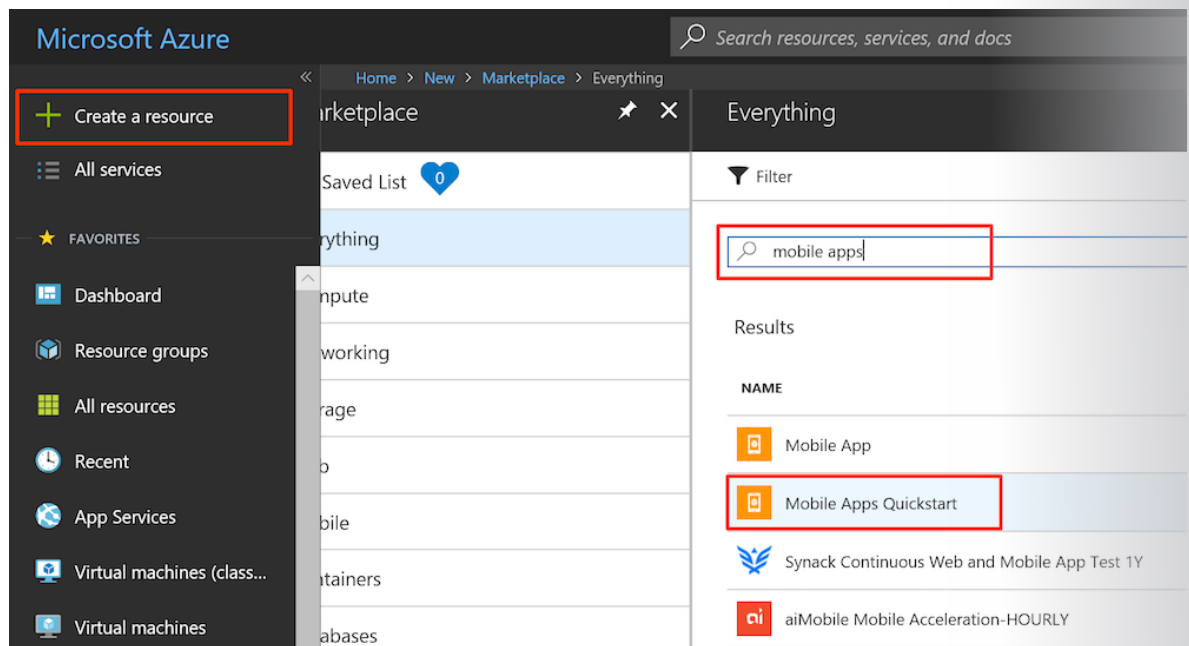 Microsoft Azure
Search resources, services, and docs
Home > New > Marketplace > Everything
Create a resource
All services
FAVORITES
Dashboard
Resource groups
All resources
Recent
App Services
Virtual machines (class...
Virtual machines
rketplace
Saved List 0
rything
mpute
working
rage
b
bile
ntainers
abases
Everything
Filter
mobile apps
Results
NAME
Mobile App
Mobile Apps Quickstart
Synack Continuous Web and Mobile App Test 1Y
ai aiMobile Mobile Acceleration-HOURLY